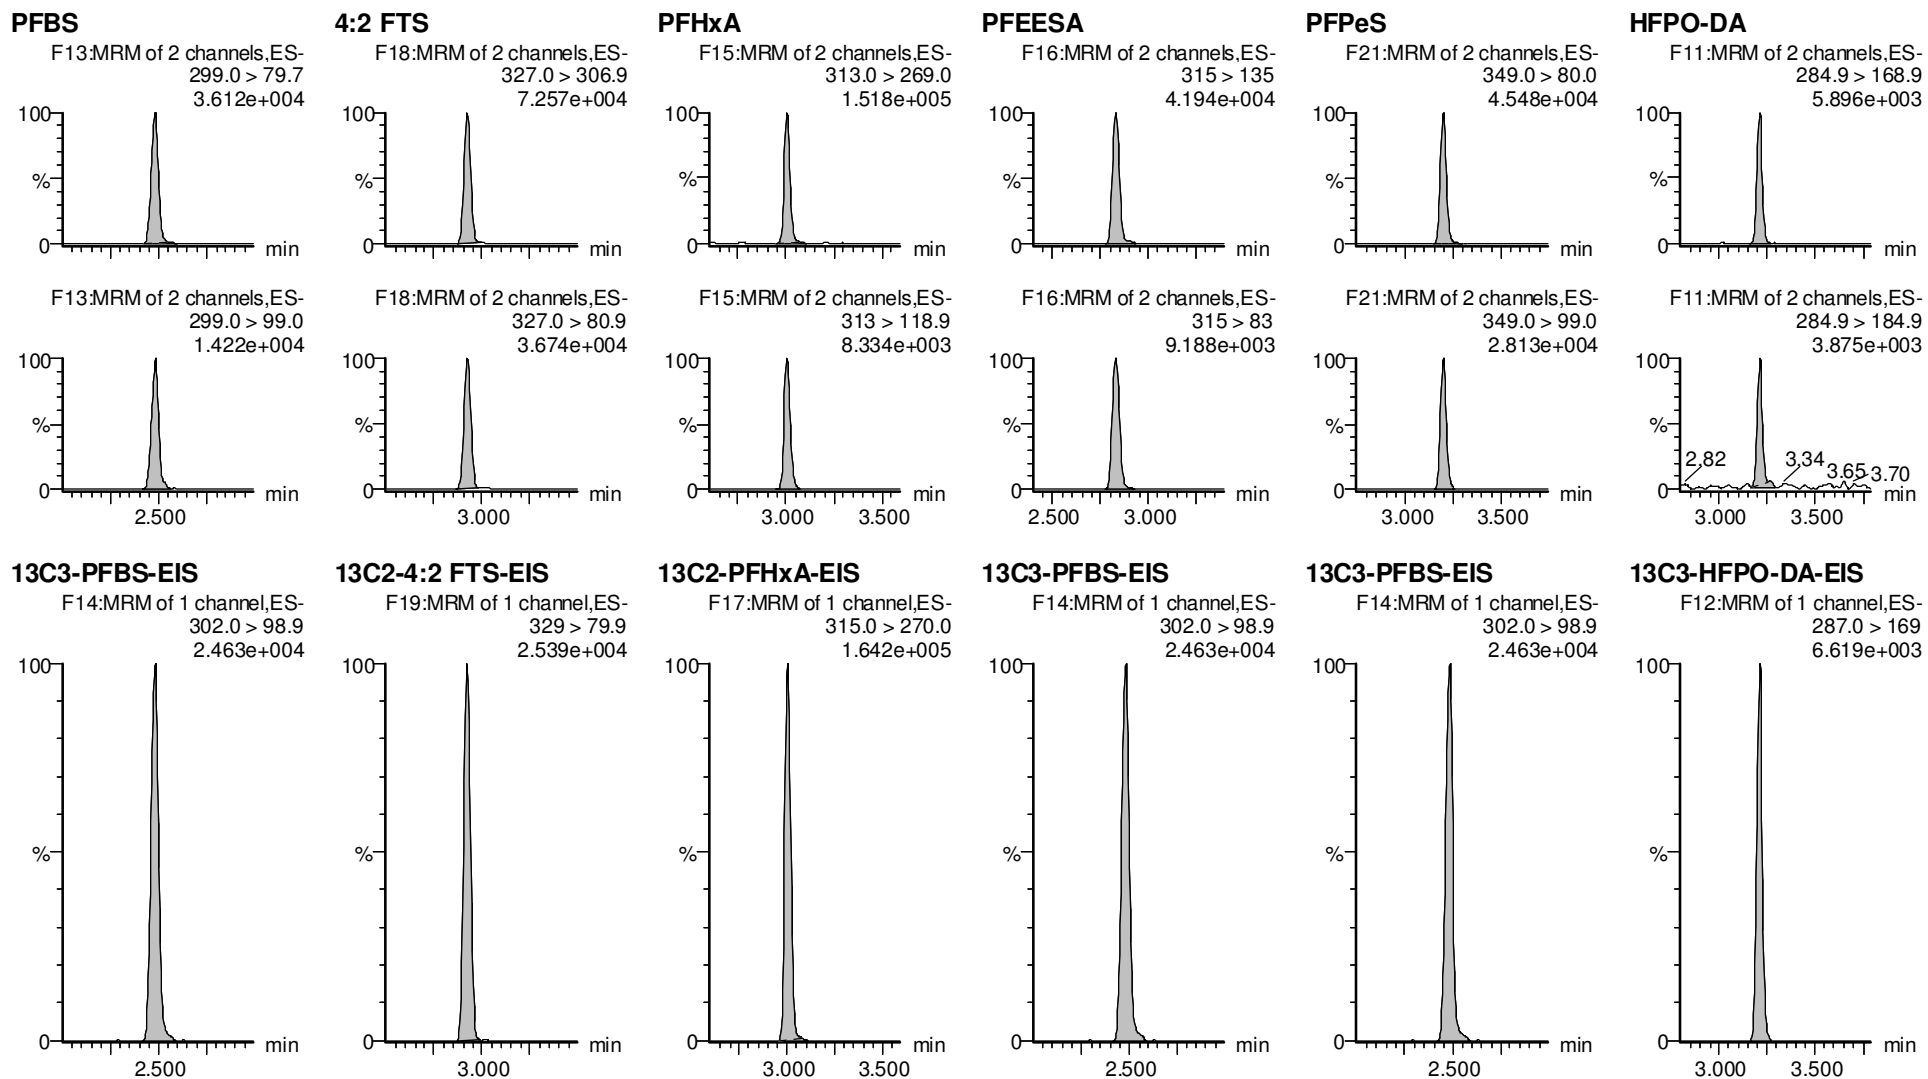 PFBS
F13:MRM of 2 channels,ES-
299.0 > 79.7
3.612e+004
100
%
0
min
F13:MRM of 2 channels,ES-
299.0 > 99.0
1.422e+004
100
%
0
min
2.500
13C3-PFBS-EIS
F14:MRM of 1 channel,ES-
302.0 > 98.9
2.463e+004
100
%
0
min
2.500
4:2 FTS
F18:MRM of 2 channels,ES-
327.0 > 306.9
7.257e+004
100
%
0
min
F18:MRM of 2 channels,ES-
327.0 > 80.9
3.674e+004
100
%
0
min
3.000
13C2-4:2 FTS-EIS
F19:MRM of 1 channel,ES-
329 > 79.9
2.539e+004
100
%
0
min
3.000
PFHxA
F15:MRM of 2 channels,ES-
313.0 > 269.0
1.518e+005
100
%
0
min
F15:MRM of 2 channels,ES-
313 > 118.9
8.334e+003
100
%
0
min
3.000 3.500
13C2-PFHxA-EIS
F17:MRM of 1 channel,ES-
315.0 > 270.0
1.642e+005
100
%
0
min
3.000 3.500
PFEESA
F16:MRM of 2 channels,ES-
315 > 135
4.194e+004
100
%
0
min
F16:MRM of 2 channels,ES-
315 > 83
9.188e+003
100
%
0
min
2.500 3.000
13C3-PFBS-EIS
F14:MRM of 1 channel,ES-
302.0 > 98.9
2.463e+004
100
%
0
min
2.500
PFPeS
F21:MRM of 2 channels,ES-
349.0 > 80.0
4.548e+004
100
%
0
min
F21:MRM of 2 channels,ES-
349.0 > 99.0
2.813e+004
100
%
0
min
3.000 3.500
13C3-PFBS-EIS
F14:MRM of 1 channel,ES-
302.0 > 98.9
2.463e+004
100
%
0
min
2.500
HFPO-DA
F11:MRM of 2 channels,ES-
284.9 > 168.9
5.896e+003
100
%
0
min
F11:MRM of 2 channels,ES-
284.9 > 184.9
3.875e+003
100
%
2.82 3.34 3.65 3.70
0
min
3.000 3.500
13C3-HFPO-DA-EIS
F12:MRM of 1 channel,ES-
287.0 > 169
6.619e+003
100
%
0
min
3.000 3.500